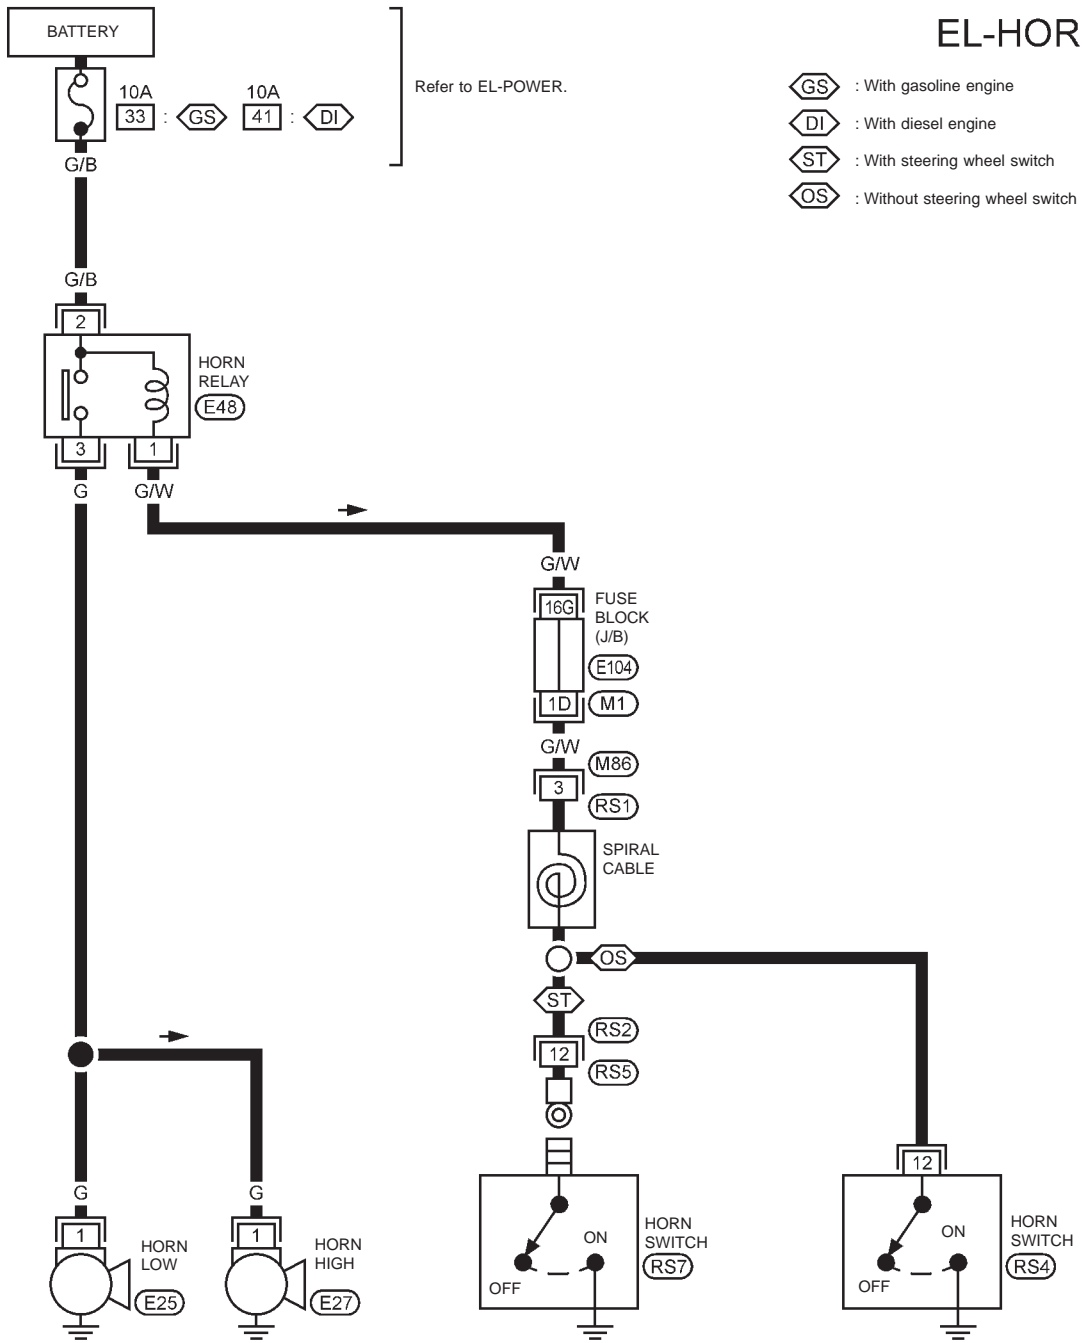 BATTERY
EL-HOR
10A
33 : GS
10A
41 : DI
Refer to EL-POWER.
GS : With gasoline engine
DI : With diesel engine
ST : With steering wheel switch
OS : Without steering wheel switch
G/B
G/B
2
HORN
RELAY
E48
3
1
G
G/W
G/W
16G
FUSE
BLOCK
(J/B)
E104
1D
M1
G/W
M86
3
RS1
SPIRAL
CABLE
OS
ST
RS2
12
RS5
12
G
G
1
HORN
LOW
E25
1
HORN
HIGH
E27
ON
OFF
HORN
SWITCH
RS7
ON
OFF
HORN
SWITCH
RS4